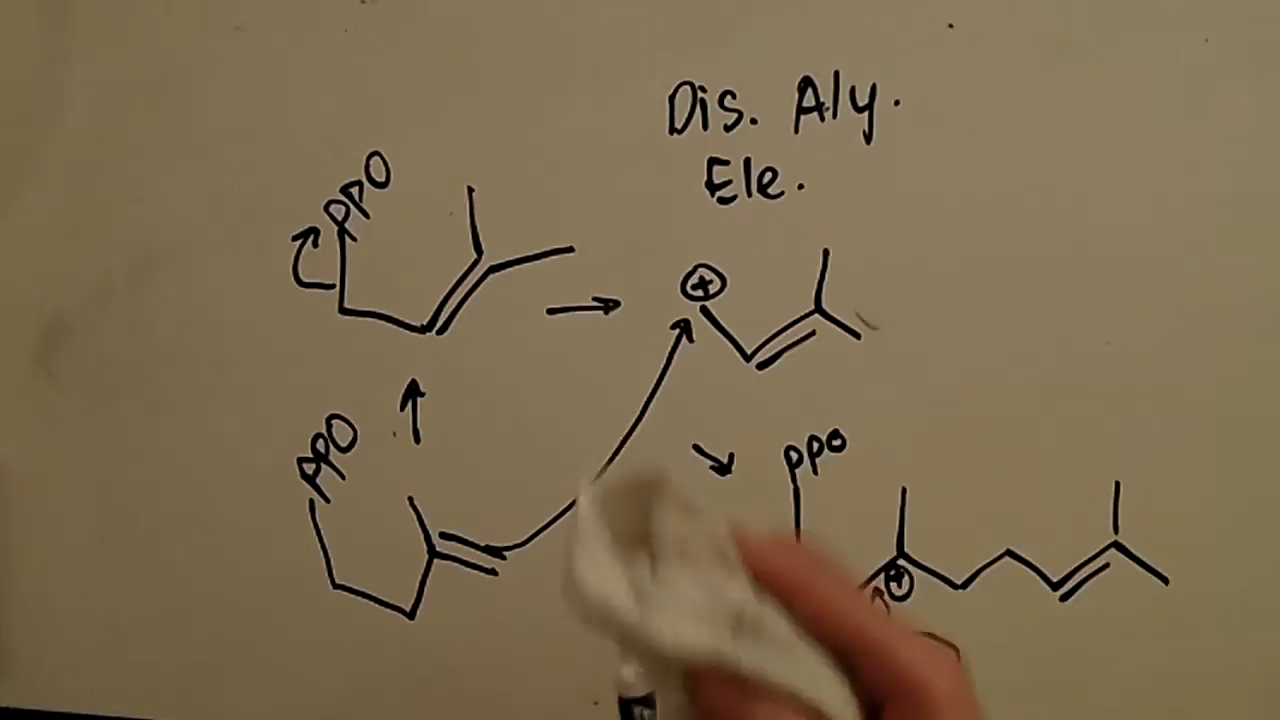 Dis. Aly.
Ele.
PPO
+
PPO
PPO
+